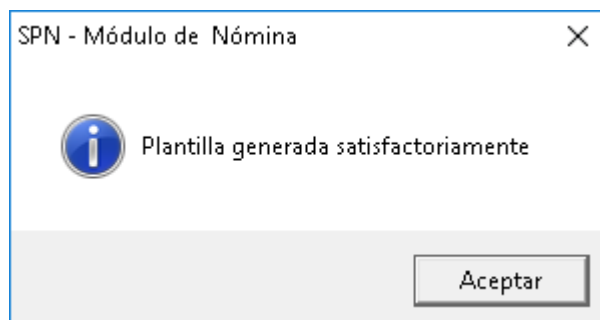 SPN - Módulo de  Nómina
Plantilla generada satisfactoriamente
Aceptar